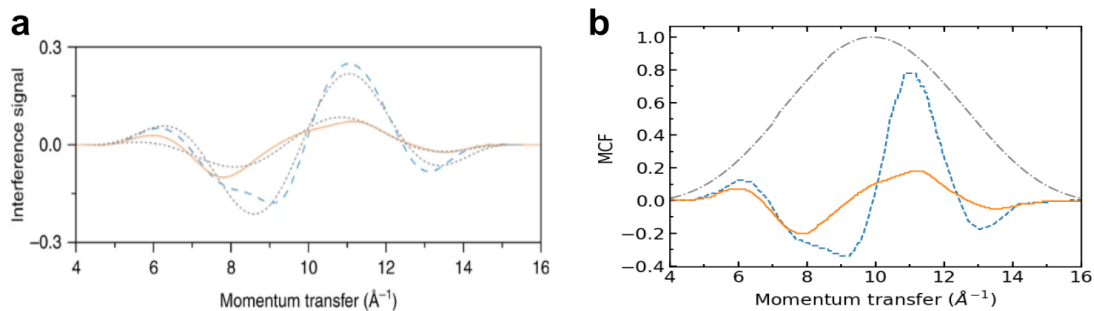 a
0.3
0.0
−0.3
Interference signal
4 6 8 10 12 14 16
Momentum transfer (Å⁻¹)
b
1.0
0.8
0.6
0.4
0.2
0.0
−0.2
−0.4
MCF
4 6 8 10 12 14 16
Momentum transfer (Å⁻¹)